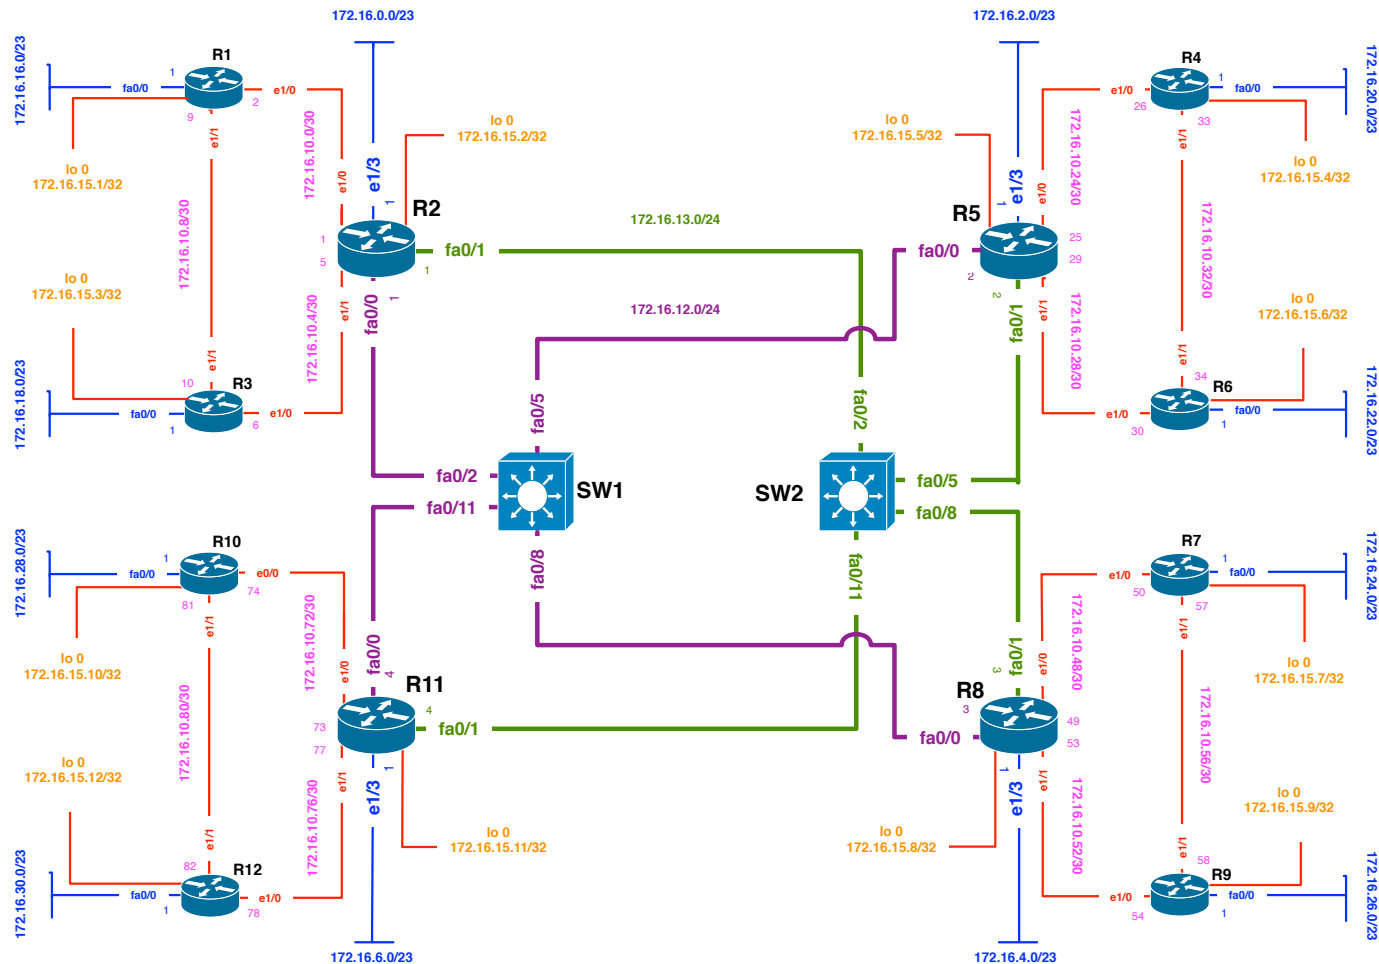 172.16.0.0/23
172.16.2.0/23
172.16.16.0/23
R1
1
fa0/0
e1/0
2
9
e1/1
172.16.10.0/30
lo 0
172.16.15.1/32
lo 0
172.16.15.2/32
e1/3
1
e1/0
R2
1
5
fa0/1
1
172.16.10.8/30
lo 0
172.16.15.3/32
e1/1
172.16.10.4/30
fa0/0
1
e1/1
10
R3
172.16.18.0/23
fa0/0
1
e1/0
6
172.16.13.0/24
172.16.12.0/24
lo 0
172.16.15.5/32
e1/3
1
R5
fa0/0
2
2
fa0/1
25
29
e1/0
172.16.10.24/30
e1/1
172.16.10.28/30
R4
e1/0
26
1
fa0/0
33
172.16.20.0/23
e1/1
lo 0
172.16.15.4/32
172.16.10.32/30
lo 0
172.16.15.6/32
e1/1
34
R6
e1/0
30
fa0/0
1
172.16.22.0/23
fa0/5
fa0/2
fa0/2
SW1
SW2
fa0/11
fa0/5
fa0/8
fa0/8
fa0/11
172.16.28.0/23
R10
1
fa0/0
e0/0
74
81
e1/1
172.16.10.72/30
lo 0
172.16.15.10/32
fa0/0
4
e1/0
R11
4
fa0/1
73
77
172.16.10.80/30
lo 0
172.16.15.12/32
e1/1
172.16.10.76/30
1
e1/3
lo 0
172.16.15.11/32
e1/1
82
R12
172.16.30.0/23
fa0/0
1
e1/0
78
172.16.6.0/23
R7
e1/0
50
1
fa0/0
57
172.16.24.0/23
e1/1
172.16.10.48/30
e1/0
fa0/1
3
R8
3
fa0/0
49
53
1
e1/3
e1/1
172.16.10.52/30
lo 0
172.16.15.7/32
172.16.10.56/30
lo 0
172.16.15.8/32
lo 0
172.16.15.9/32
e1/1
58
R9
e1/0
54
fa0/0
1
172.16.26.0/23
172.16.4.0/23